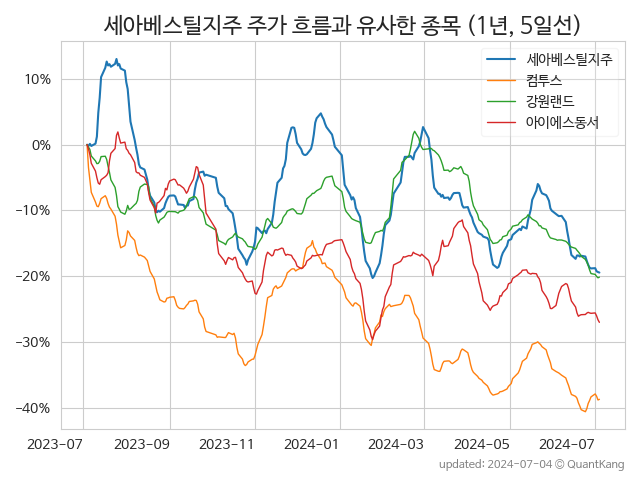 세아베스틸지주 주가 흐름과 유사한 종목 (1년, 5일선)
세아베스틸지주
컴투스
강원랜드
아이에스동서
10%
0%
−10%
−20%
−30%
−40%
2023-07 2023-09 2023-11 2024-01 2024-03 2024-05 2024-07
updated: 2024-07-04 © QuantKang